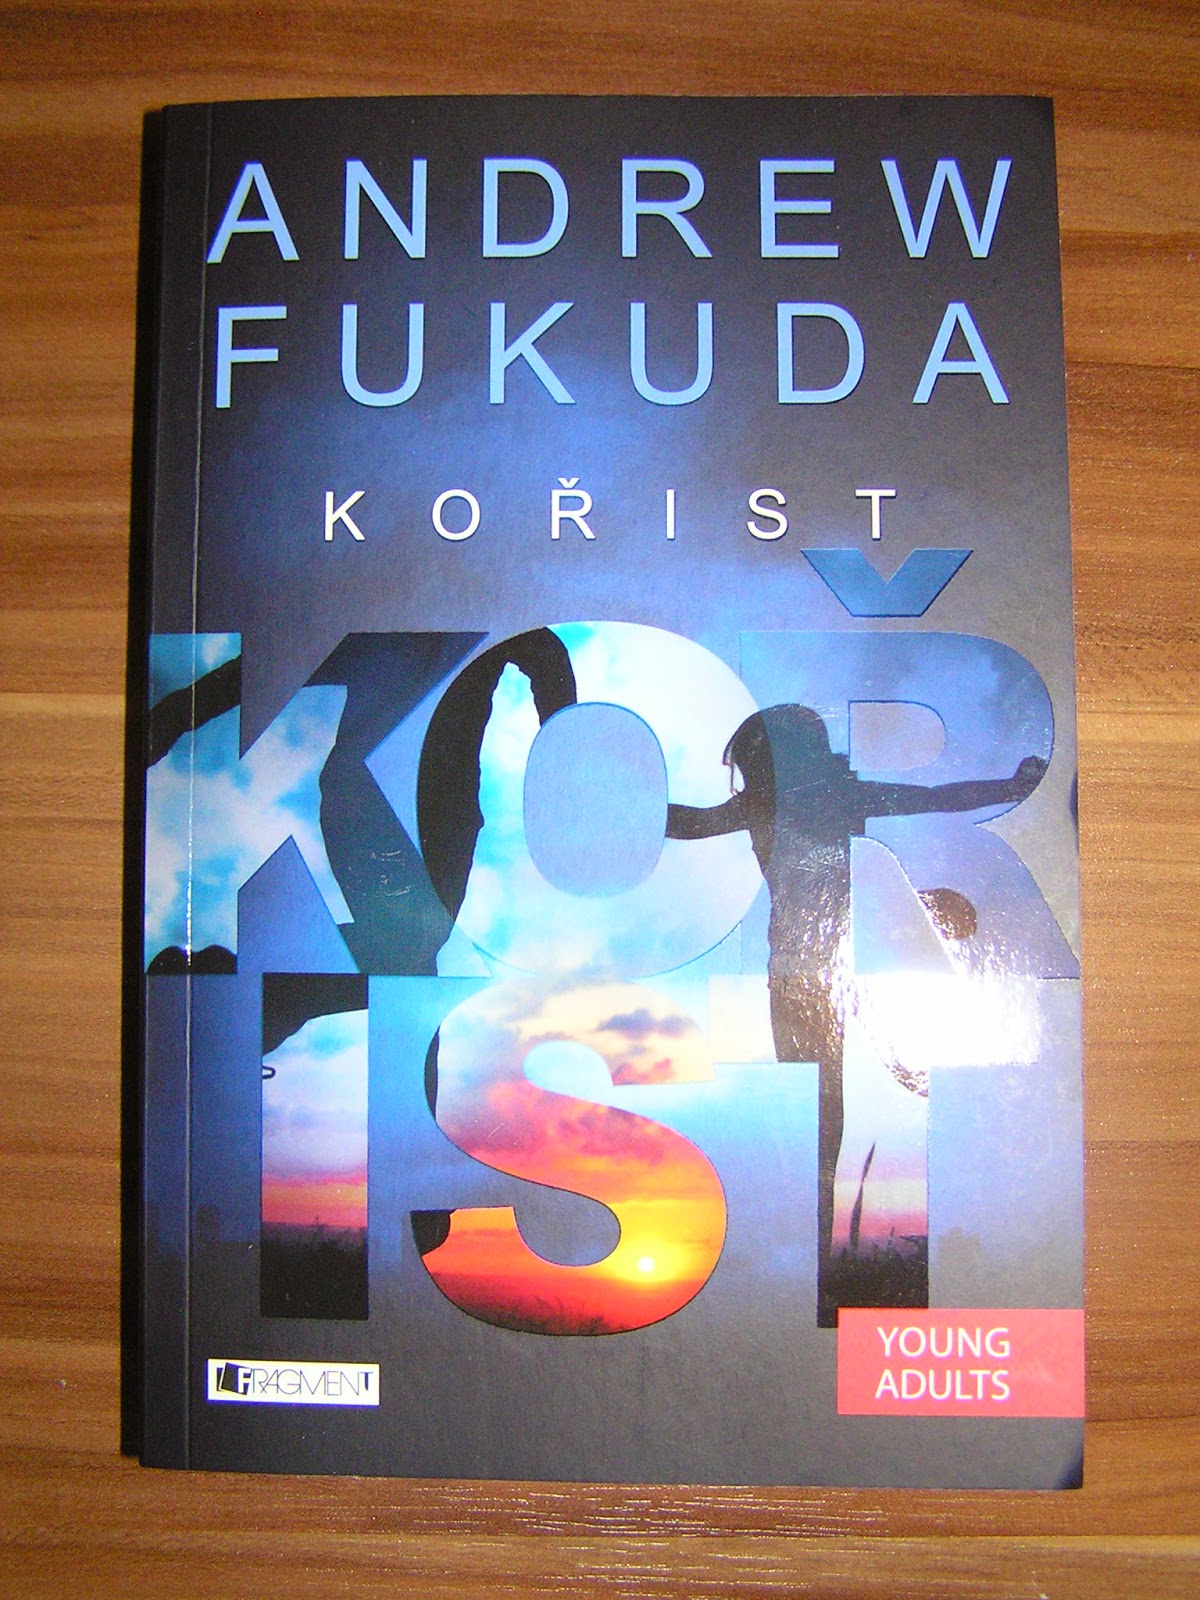 ANDREW
FUKUDA
KOŘIST
KOŘ
IST
YOUNG
ADULTS
FRAGMENT